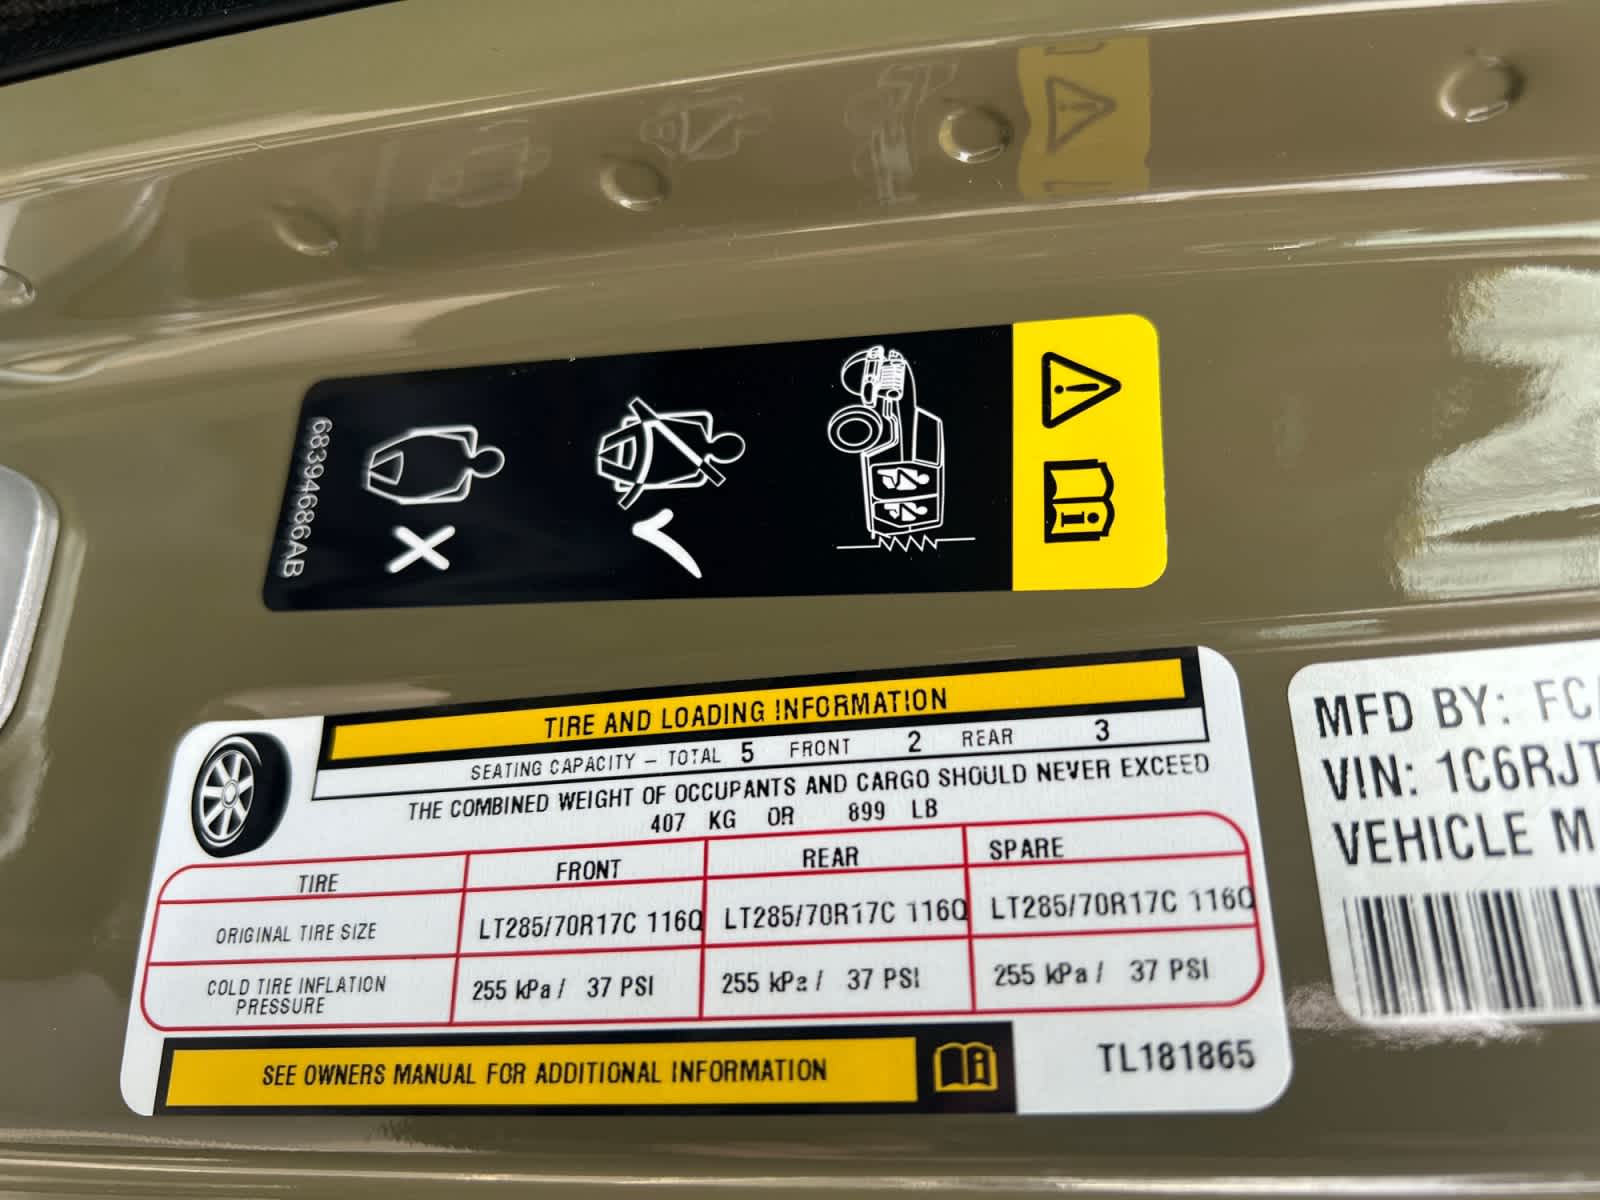 68394686AB
TIRE AND LOADING INFORMATION
SEATING CAPACITY – TOTAL 5 FRONT 2 REAR 3
THE COMBINED WEIGHT OF OCCUPANTS AND CARGO SHOULD NEVER EXCEED
407 KG OR 899 LB
TIRE FRONT REAR SPARE
ORIGINAL TIRE SIZE LT285/70R17C 116Q LT285/70R17C 116Q LT285/70R17C 116Q
COLD TIRE INFLATION
PRESSURE 255 kPa / 37 PSI 255 kPa / 37 PSI 255 kPa / 37 PSI
SEE OWNERS MANUAL FOR ADDITIONAL INFORMATION
TL181865
MFD BY: FCA
VIN: 1C6RJT
VEHICLE M